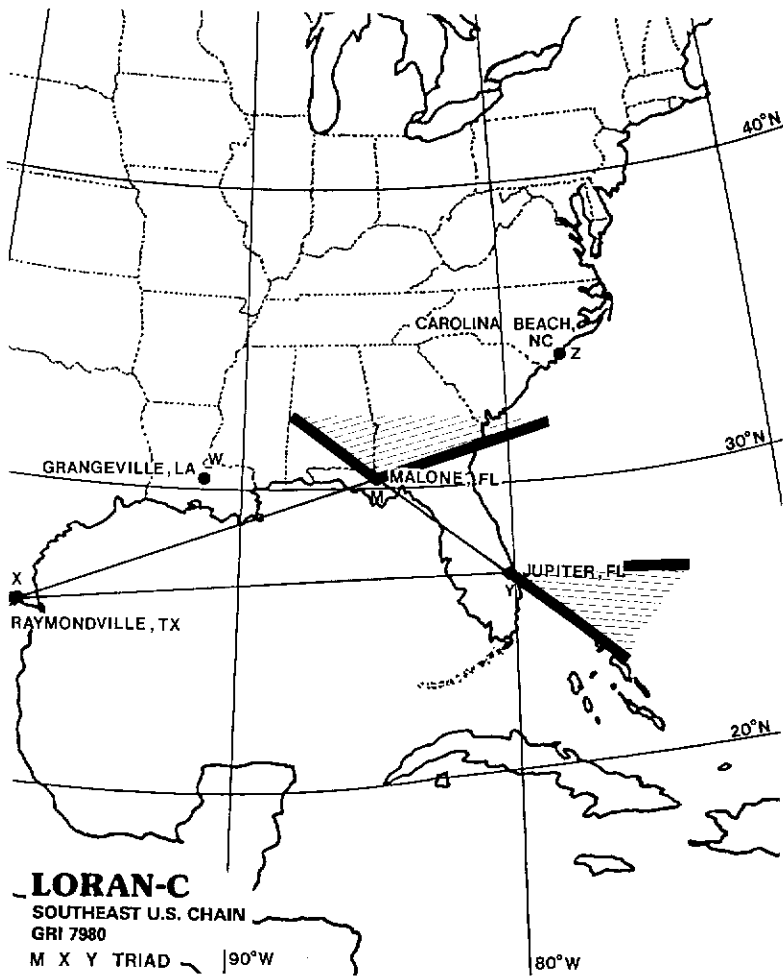 40°N
CAROLINA BEACH,
NC
Z
30°N
GRANGEVILLE, LA
W
MALONE, FL
M
X
JUPITER, FL
Y
RAYMONDVILLE, TX
20°N
LORAN-C
SOUTHEAST U.S. CHAIN
GRI 7980
M X Y TRIAD
90°W
80°W